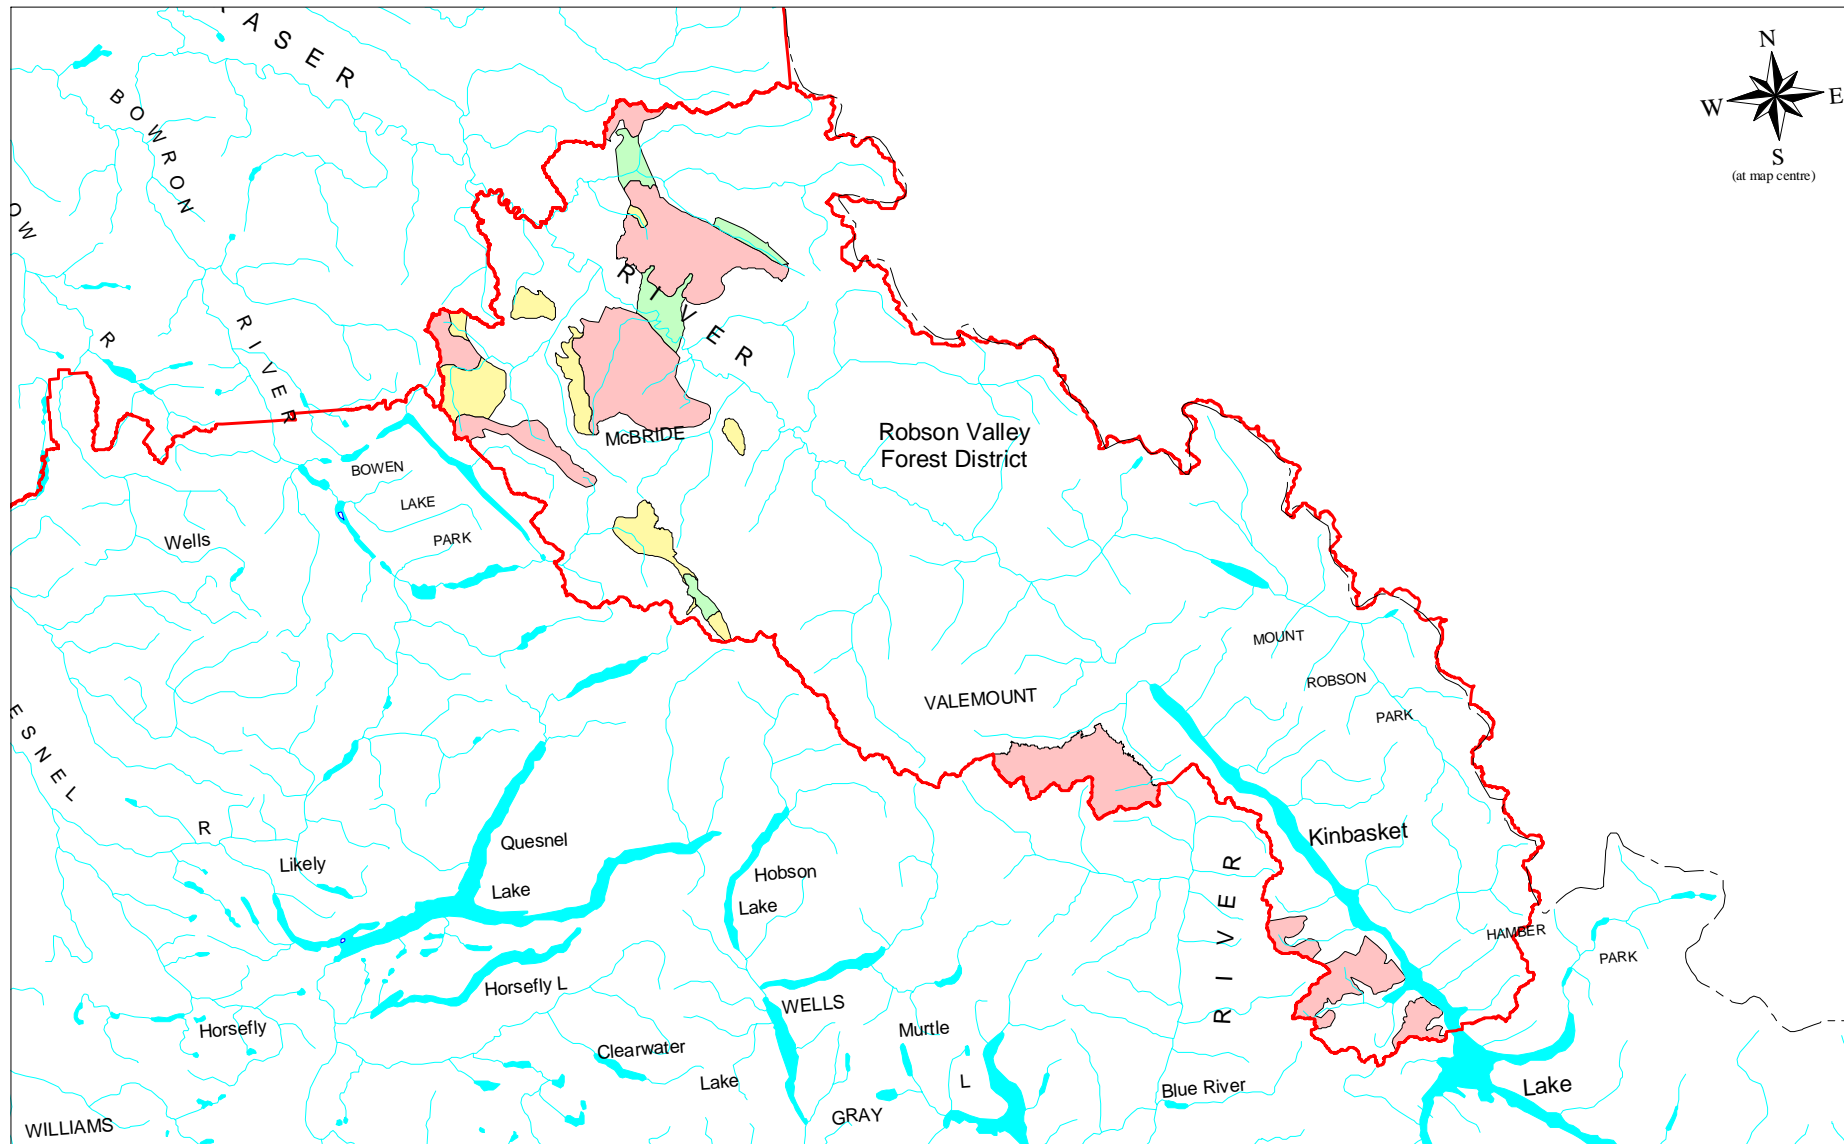 ASER
N
W E
S
(at map centre)
BOWRON
OW
R
RIVER
RIVER
McBRIDE
Robson Valley
Forest District
BOWEN
LAKE
PARK
Wells
MOUNT
ROBSON
PARK
VALEMOUNT
ESNEL
R
Likely
Quesnel
Lake
Hobson
Lake
Kinbasket
RIVER
HAMBER
PARK
Horsefly L
Horsefly
WELLS
Murtle
L
Clearwater
Lake
GRAY
Blue River
Lake
WILLIAMS